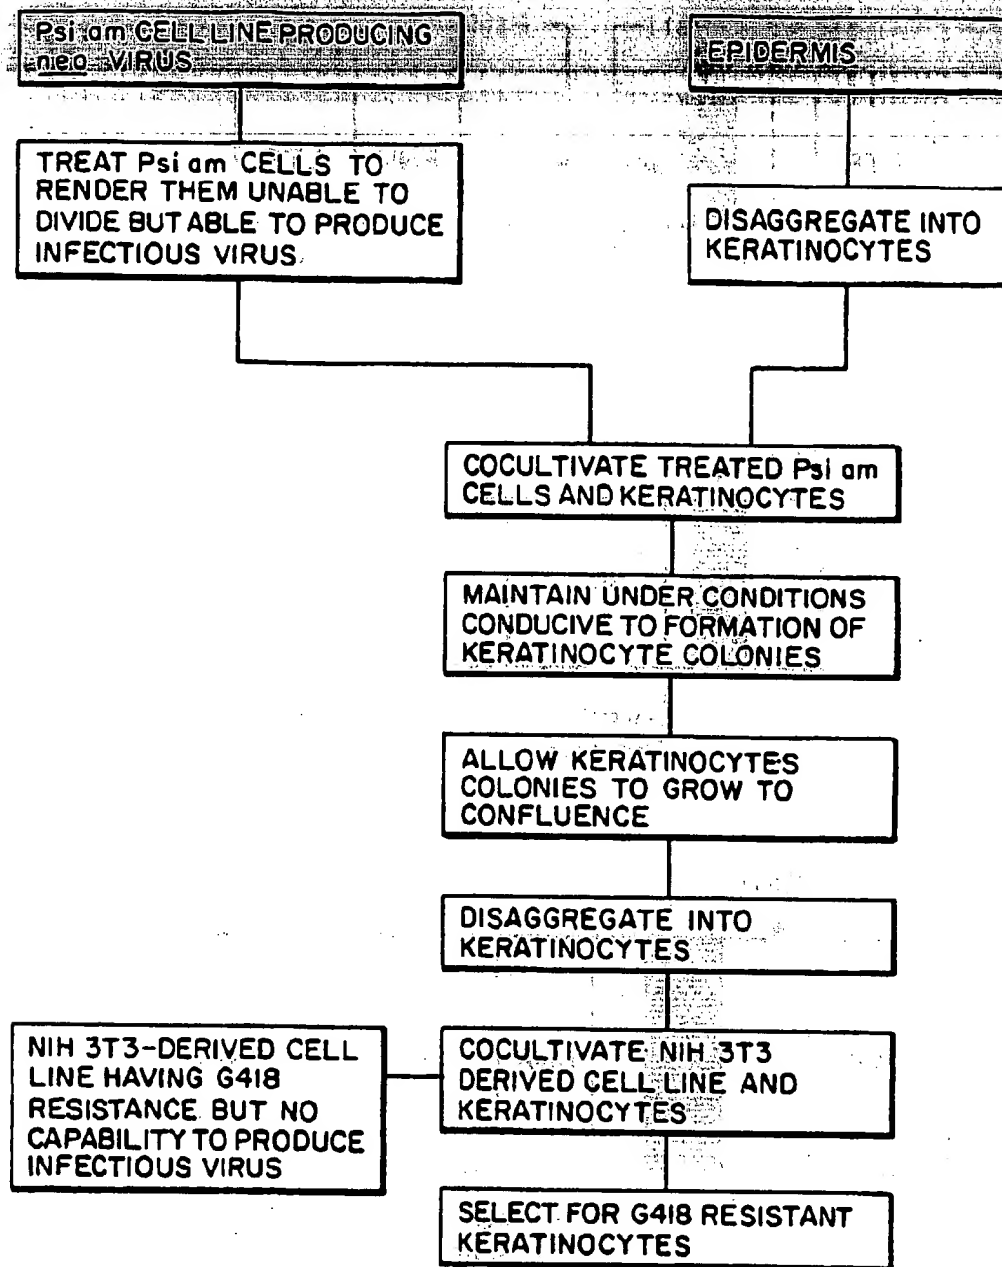 Psi am CELL LINE PRODUCING
neo VIRUS
EPIDERMIS
TREAT Psi am CELLS TO
RENDER THEM UNABLE TO
DIVIDE BUT ABLE TO PRODUCE
INFECTIOUS VIRUS.
DISAGGREGATE INTO
KERATINOCYTES
COCULTIVATE TREATED Psi am
CELLS AND KERATINOCYTES
MAINTAIN UNDER CONDITIONS
CONDUCIVE TO FORMATION OF
KERATINOCYTE COLONIES
ALLOW KERATINOCYTES
COLONIES TO GROW TO
CONFLUENCE
DISAGGREGATE INTO
KERATINOCYTES
NIH 3T3-DERIVED CELL
LINE HAVING G418
RESISTANCE BUT NO
CAPABILITY TO PRODUCE
INFECTIOUS VIRUS
COCULTIVATE NIH 3T3
DERIVED CELL LINE AND
KERATINOCYTES
SELECT FOR G418 RESISTANT
KERATINOCYTES